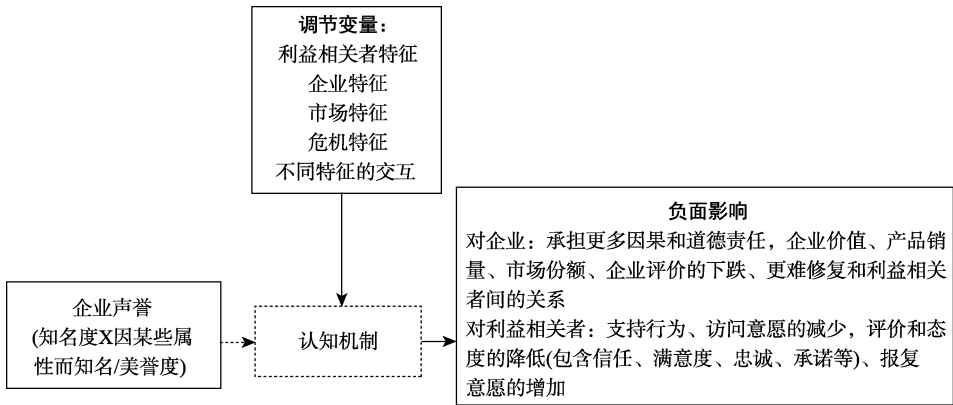 调节变量：
利益相关者特征
企业特征
市场特征
危机特征
不同特征的交互
负面影响
对企业：承担更多因果和道德责任，企业价值、产品销
量、市场份额、企业评价的下跌、更难修复和利益相关
者间的关系
对利益相关者：支持行为、访问意愿的减少，评价和态
度的降低(包含信任、满意度、忠诚、承诺等)、报复
意愿的增加
企业声誉
(知名度X因某些属
性而知名/美誉度)
认知机制